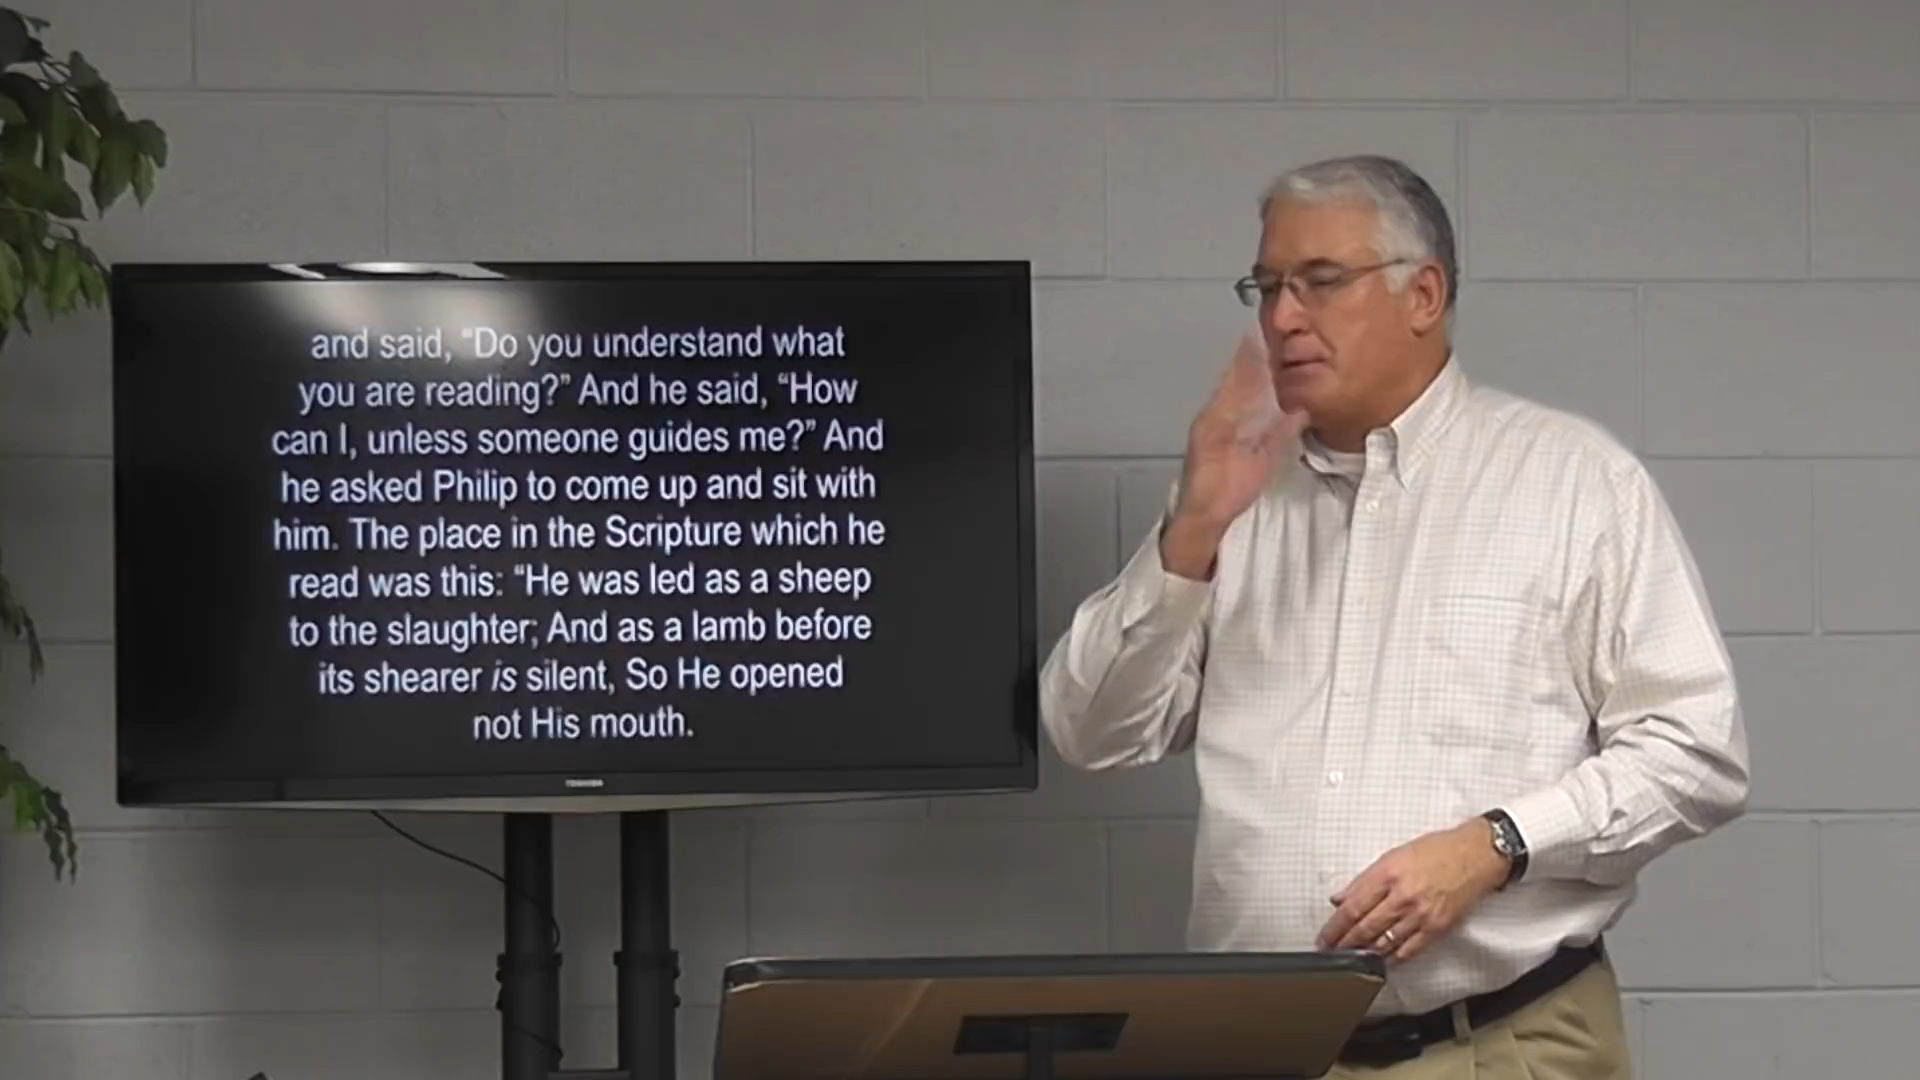 and said, “Do you understand what
you are reading?” And he said, “How
can I, unless someone guides me?” And
he asked Philip to come up and sit with
him. The place in the Scripture which he
read was this: “He was led as a sheep
to the slaughter; And as a lamb before
its shearer is silent, So He opened
not His mouth.
TOSHIBA